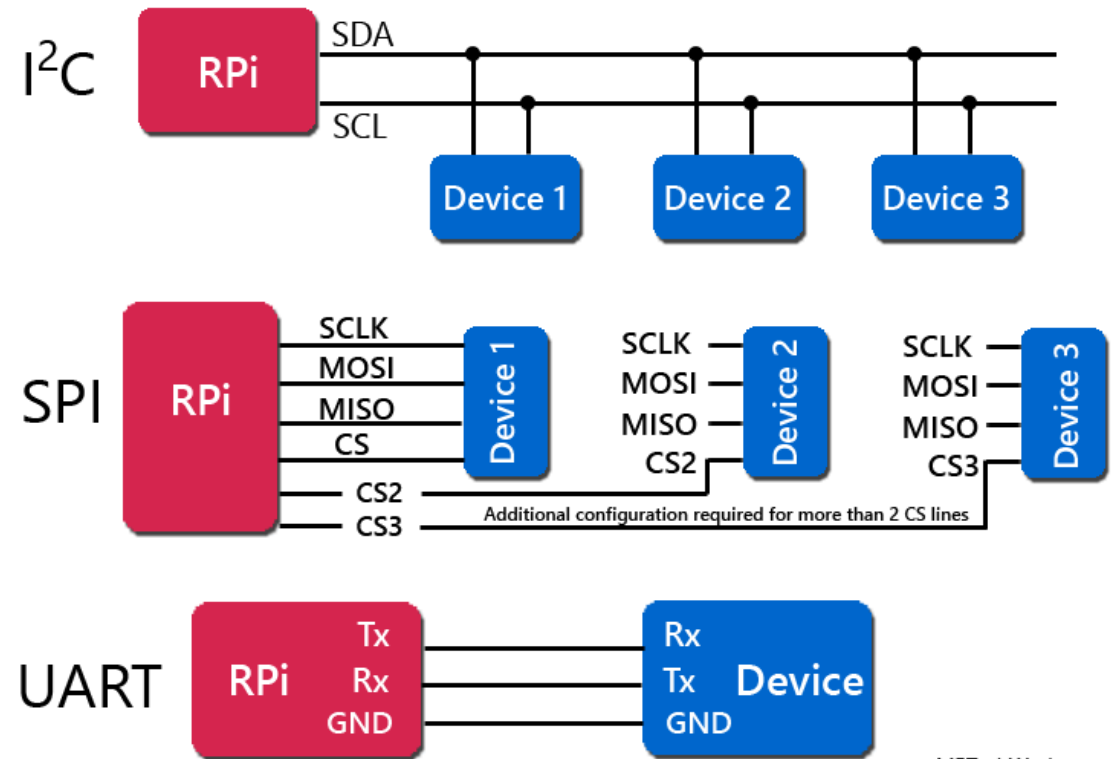 I²C
RPi
SDA
SCL
Device 1
Device 2
Device 3
SPI
RPi
SCLK
MOSI
MISO
CS
CS2
CS3
Device 1
SCLK
MOSI
MISO
CS2
Device 2
SCLK
MOSI
MISO
CS3
Device 3
Additional configuration required for more than 2 CS lines
UART
RPi
Tx
Rx
GND
Rx
Tx
GND
Device